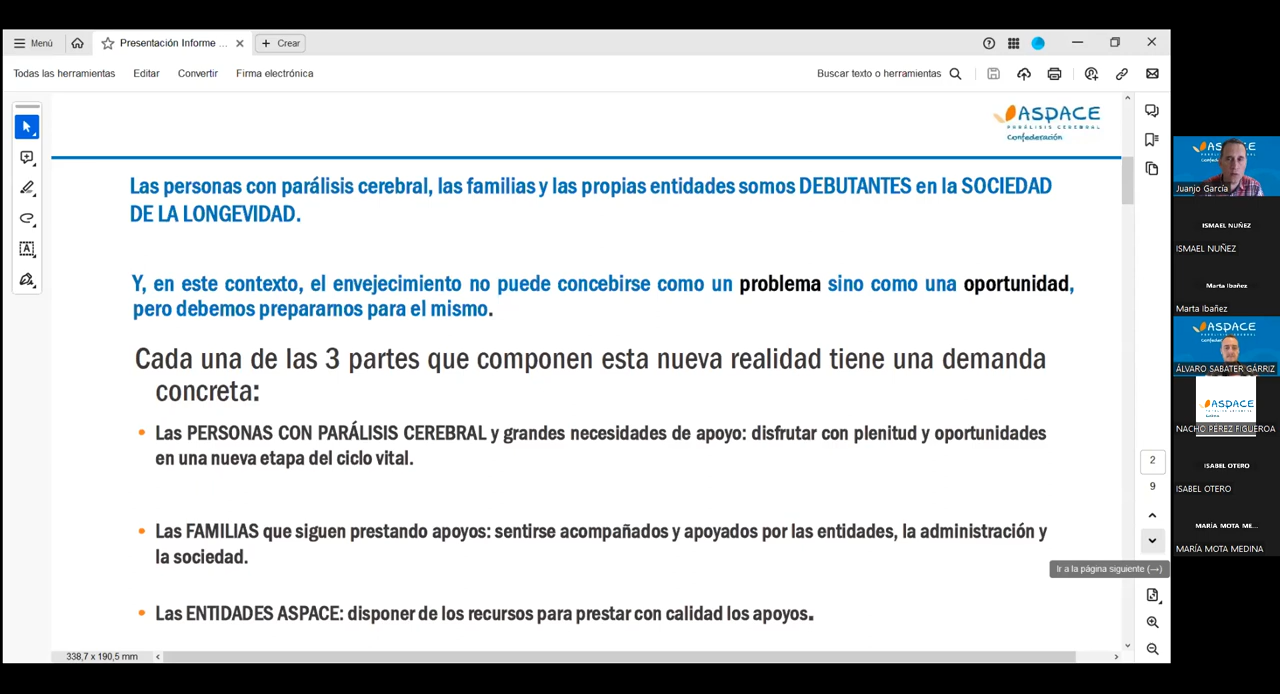 Menú
Presentación Informe ...
Crear
Todas las herramientas
Editar
Convertir
Firma electrónica
Buscar texto o herramientas
ASPACE
PARÁLISIS CEREBRAL
Confederación
Las personas con parálisis cerebral, las familias y las propias entidades somos DEBUTANTES en la SOCIEDAD
DE LA LONGEVIDAD.
Y, en este contexto, el envejecimiento no puede concebirse como un problema sino como una oportunidad,
pero debemos prepararnos para el mismo.
Cada una de las 3 partes que componen esta nueva realidad tiene una demanda
concreta:
• Las PERSONAS CON PARÁLISIS CEREBRAL y grandes necesidades de apoyo: disfrutar con plenitud y oportunidades
en una nueva etapa del ciclo vital.
• Las FAMILIAS que siguen prestando apoyos: sentirse acompañados y apoyados por las entidades, la administración y
la sociedad.
• Las ENTIDADES ASPACE: disponer de los recursos para prestar con calidad los apoyos.
2
9
Ir a la página siguiente (→)
338,7 x 190,5 mm
Juanjo García
ISMAEL NUÑEZ
ISMAEL NUÑEZ
Marta Ibañez
Marta Ibañez
ASPACE
ÁLVARO SABATER GÁRRIZ
ASPACE
NACHO PÉREZ FIGUEROA
ISABEL OTERO
ISABEL OTERO
MARÍA MOTA ME...
MARÍA MOTA MEDINA